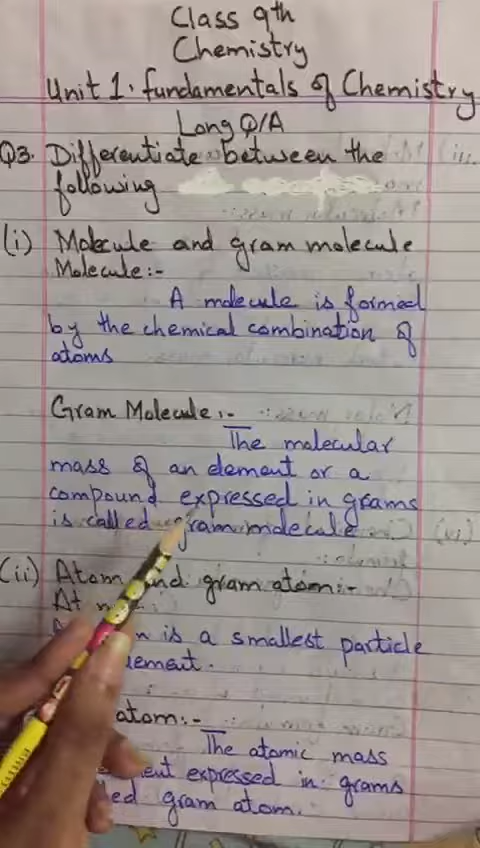 Class 9th
Chemistry
Unit 1. Fundamentals of Chemistry
Long Q/A
Q3. Differentiate between the
following
(i) Molecule and gram molecule
Molecule:-
A molecule is formed
by the chemical combination of
atoms
Gram Molecule:-
The molecular
mass of an element or a
compound expressed in grams
is called gram molecule
(ii) Atom and gram atom:-
is a smallest particle
atom:-
The atomic mass
expressed in grams
gram atom.